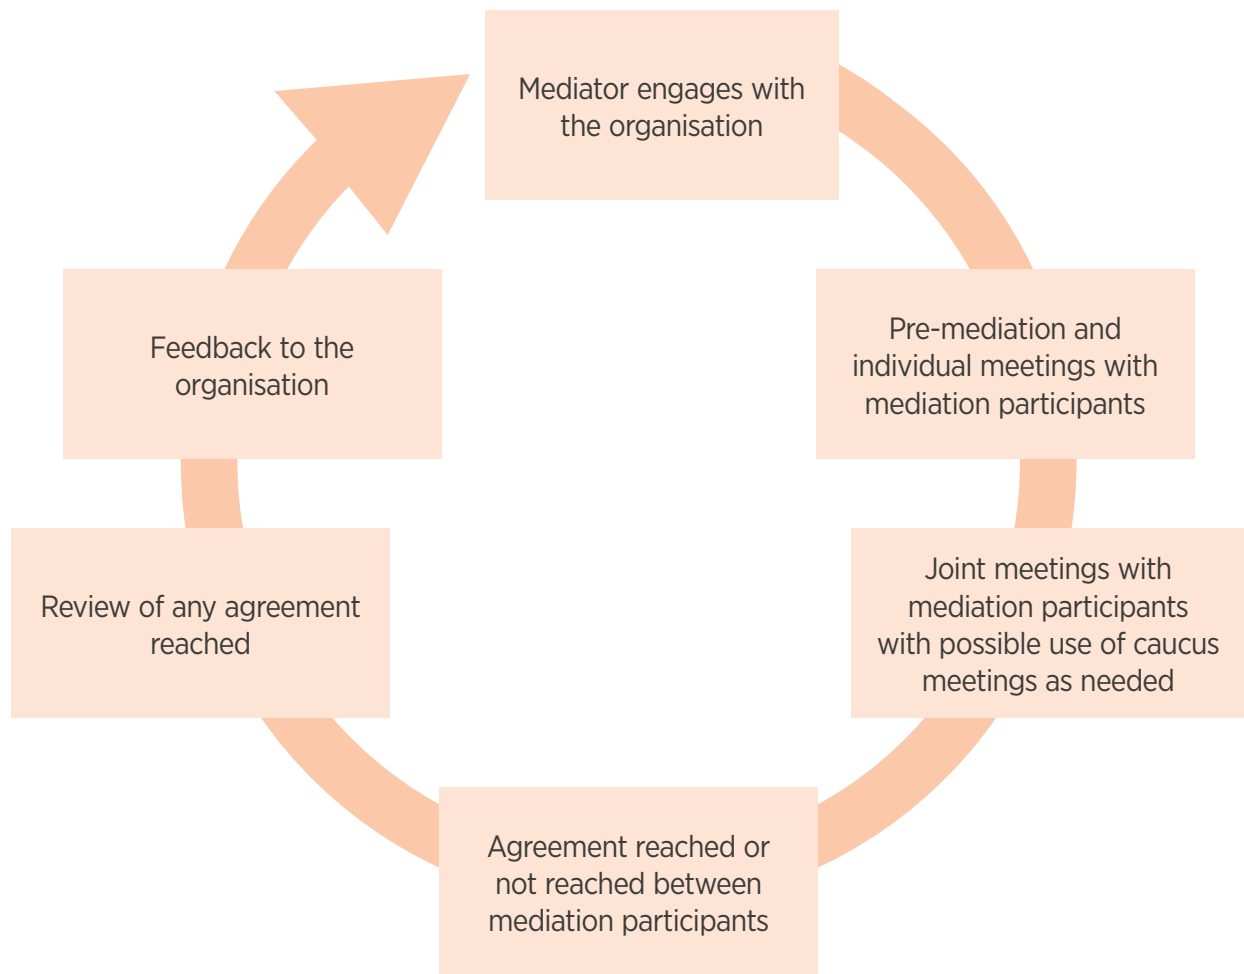 Mediator engages with
the organisation
Pre-mediation and
individual meetings with
mediation participants
Joint meetings with
mediation participants
with possible use of caucus
meetings as needed
Agreement reached or
not reached between
mediation participants
Review of any agreement
reached
Feedback to the
organisation